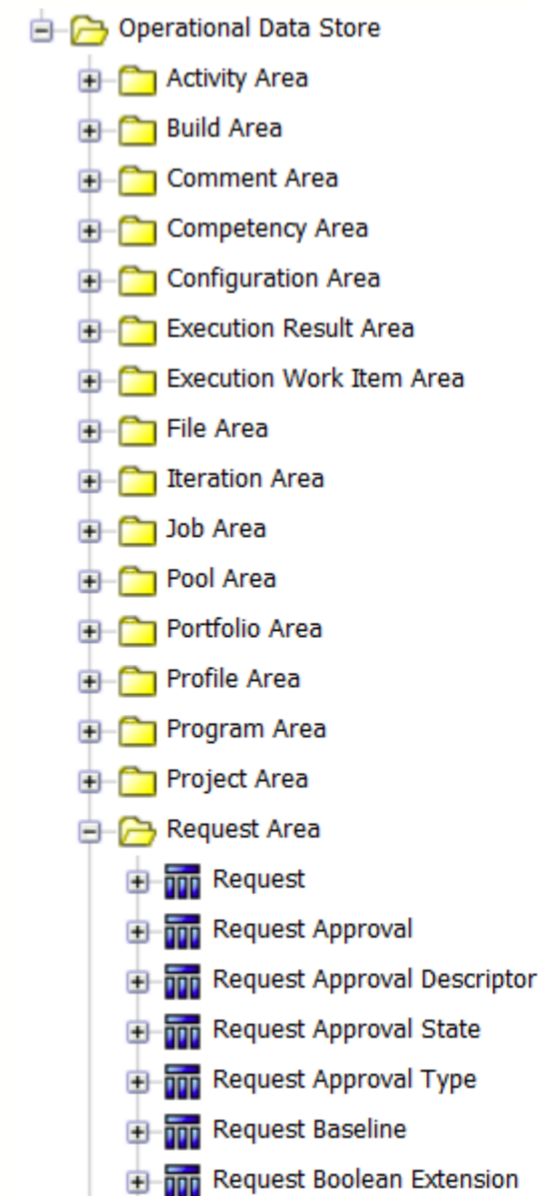 Operational Data Store
Activity Area
Build Area
Comment Area
Competency Area
Configuration Area
Execution Result Area
Execution Work Item Area
File Area
Iteration Area
Job Area
Pool Area
Portfolio Area
Profile Area
Program Area
Project Area
Request Area
Request
Request Approval
Request Approval Descriptor
Request Approval State
Request Approval Type
Request Baseline
Request Boolean Extension